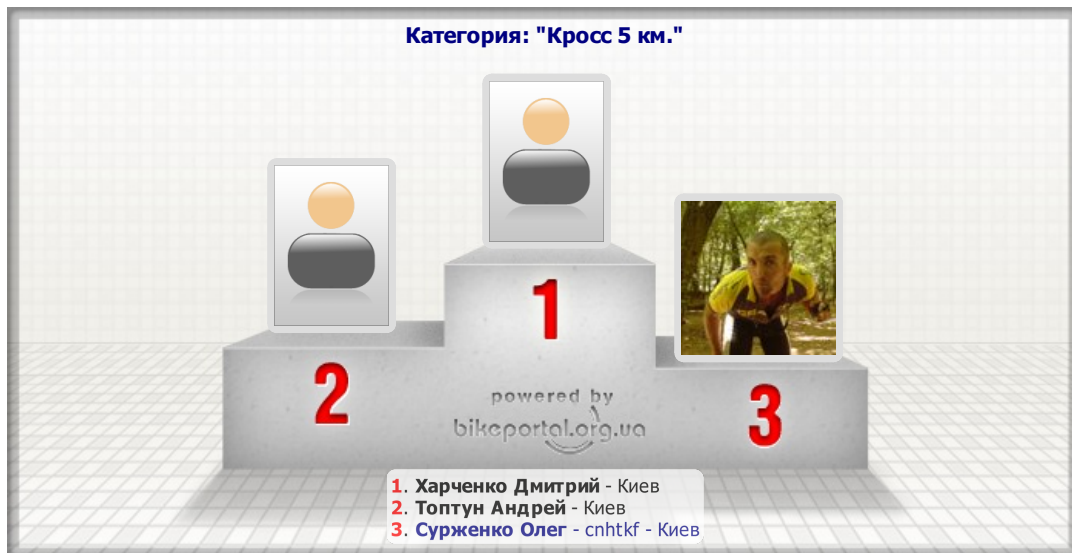 Категория: "Кросс 5 км."
1
2
3
powered by
bikeportal.org.ua
1. Харченко Дмитрий - Киев
2. Топтун Андрей - Киев
3. Сурженко Олег - cnhtkf - Киев